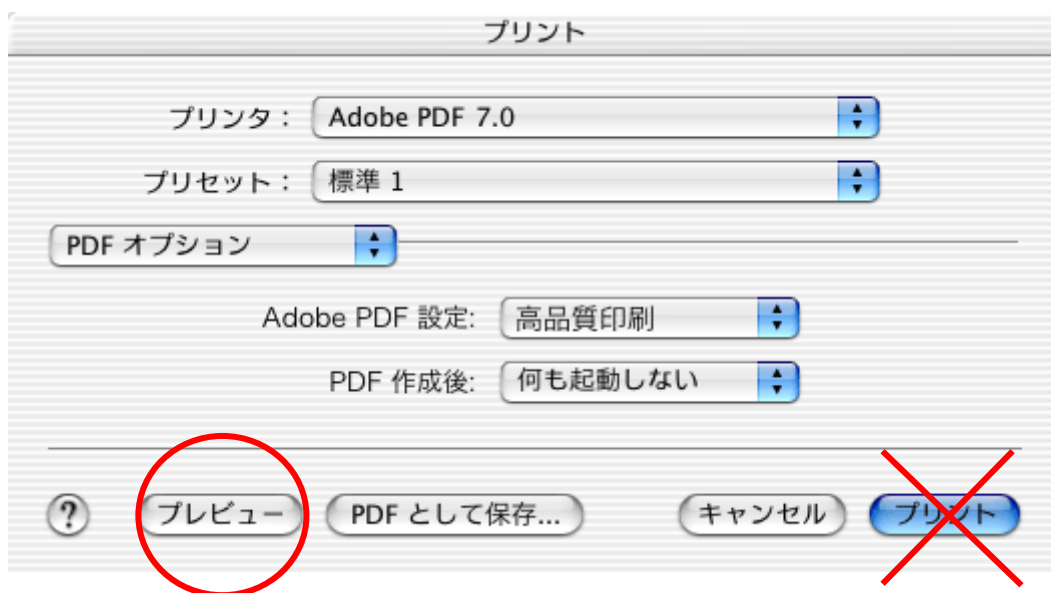 プリント
プリンタ： Adobe PDF 7.0
プリセット： 標準 1
PDF オプション
Adobe PDF 設定: 高品質印刷
PDF 作成後: 何も起動しない
? プレビュー PDF として保存... キャンセル プリント